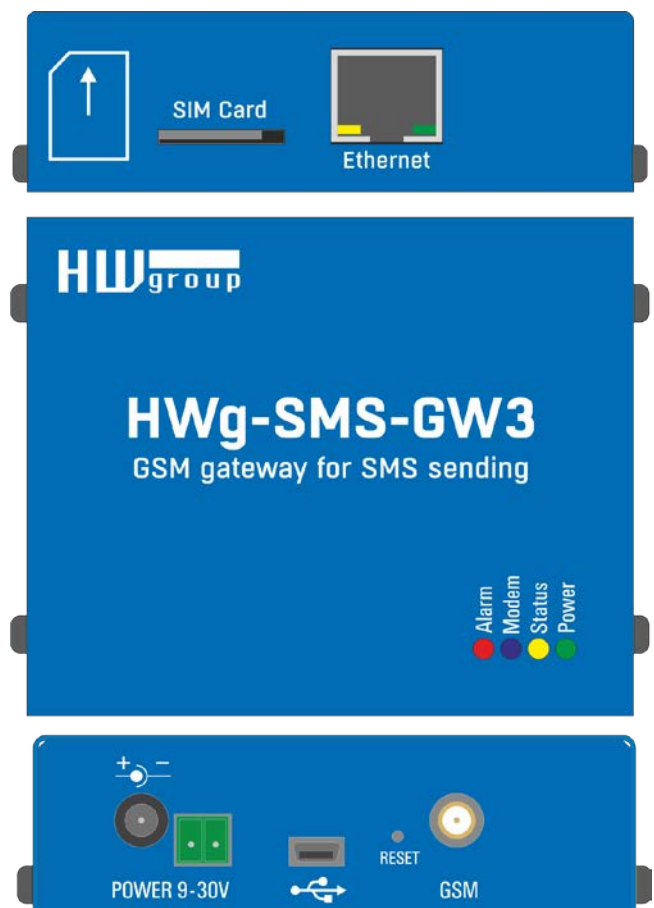 SIM Card
Ethernet
HW group
HWg-SMS-GW3
GSM gateway for SMS sending
Alarm
Modem
Status
Power
+ −
RESET
POWER 9-30V
GSM